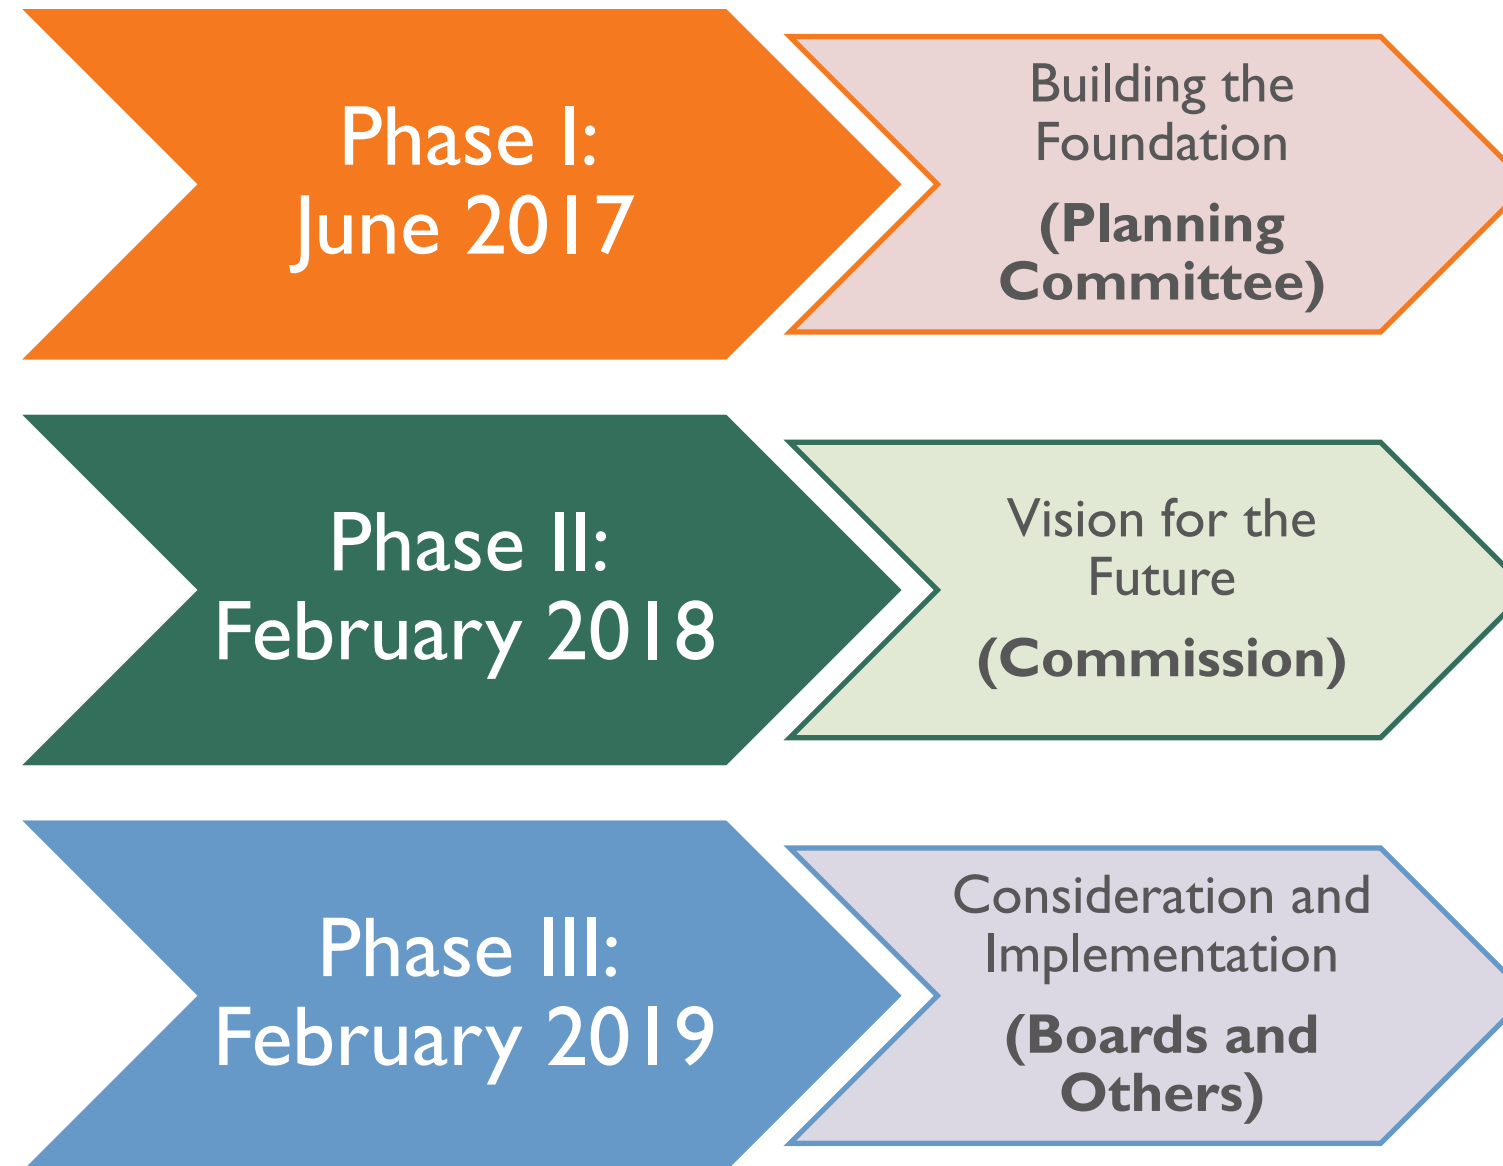 Phase I:
June 2017
Building the
Foundation
(Planning
Committee)
Phase II:
February 2018
Vision for the
Future
(Commission)
Phase III:
February 2019
Consideration and
Implementation
(Boards and
Others)